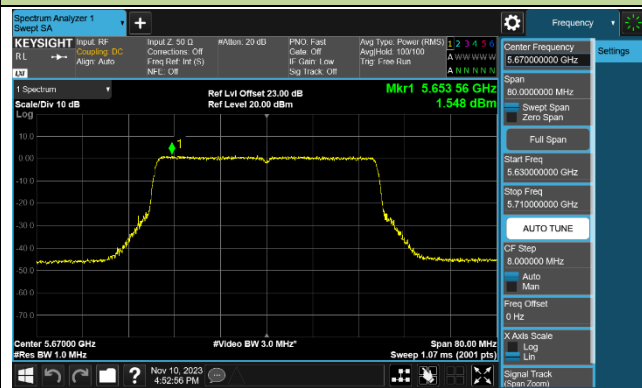 Spectrum Analyzer 1
Swept SA
Frequency
KEYSIGHT
Input: RF
Input Z: 50 Ω
#Atten: 20 dB
PNO: Fast
Avg Type: Power (RMS)
1 2 3 4 5 6
RL
Coupling: DC
Corrections: Off
Gate: Off
Avg|Hold: 100/100
A W W W W W
Align: Auto
Freq Ref: Int (S)
IF Gain: Low
Trig: Free Run
NFE: Off
Sig Track: Off
A N N N N N
LXI
1 Spectrum
Scale/Div 10 dB
Ref Lvl Offset 23.00 dB
Ref Level 20.00 dBm
Mkr1 5.653 56 GHz
1.548 dBm
Log
10.0
0.00
-10.0
-20.0
-30.0
-40.0
-50.0
-60.0
-70.0
1
Center 5.67000 GHz
#Res BW 1.0 MHz
#Video BW 3.0 MHz*
Span 80.00 MHz
Sweep 1.07 ms (2001 pts)
Nov 10, 2023
4:52:56 PM
Center Frequency
5.670000000 GHz
Settings
Span
80.0000000 MHz
Swept Span
Zero Span
Full Span
Start Freq
5.630000000 GHz
Stop Freq
5.710000000 GHz
AUTO TUNE
CF Step
8.000000 MHz
Auto
Man
Freq Offset
0 Hz
X Axis Scale
Log
Lin
Signal Track
(Span Zoom)